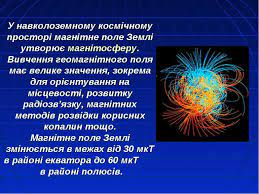 У навколоземному космічному
просторі магнітне поле Землі
утворює магнітосферу.
Вивчення геомагнітного поля
має велике значення, зокрема
для орієнтування на
місцевості, розвитку
радіозв'язку, магнітних
методів розвідки корисних
копалин тощо.
Магнітне поле Землі
змінюється в межах від 30 мкТ
в районі екватора до 60 мкТ
в районі полюсів.